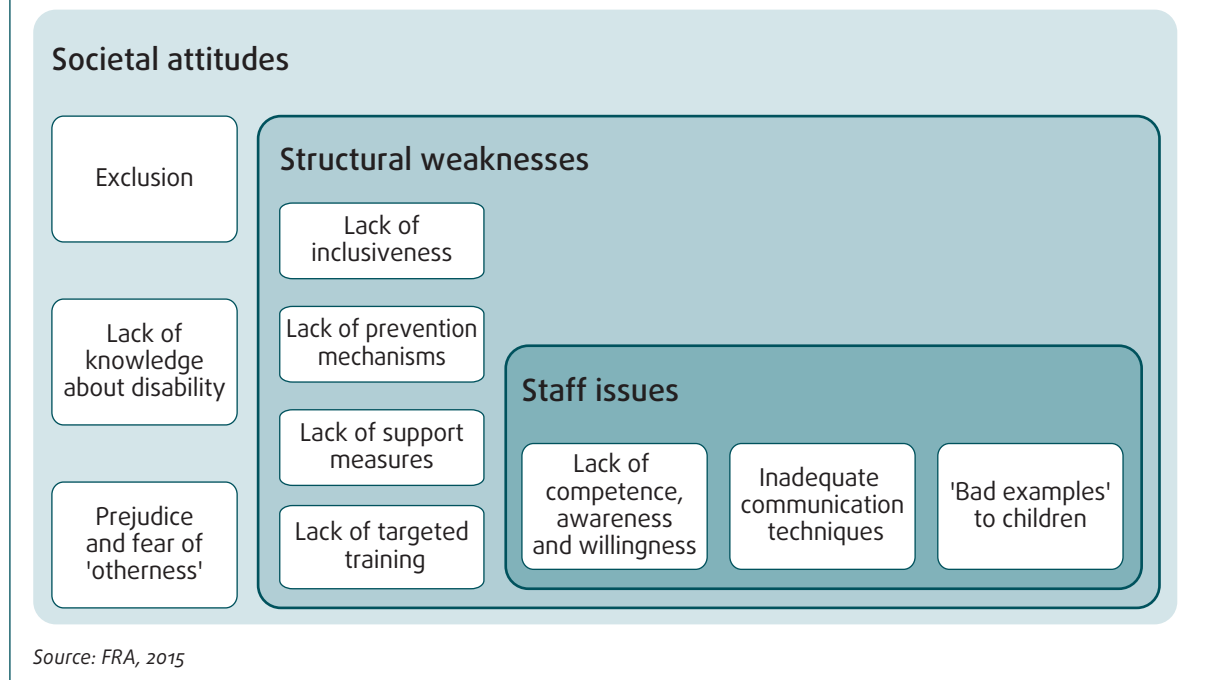 Societal attitudes
Exclusion
Lack of
knowledge
about disability
Prejudice
and fear of
'otherness'
Structural weaknesses
Lack of
inclusiveness
Lack of prevention
mechanisms
Lack of support
measures
Lack of targeted
training
Staff issues
Lack of
competence,
awareness
and willingness
Inadequate
communication
techniques
'Bad examples'
to children
Source: FRA, 2015